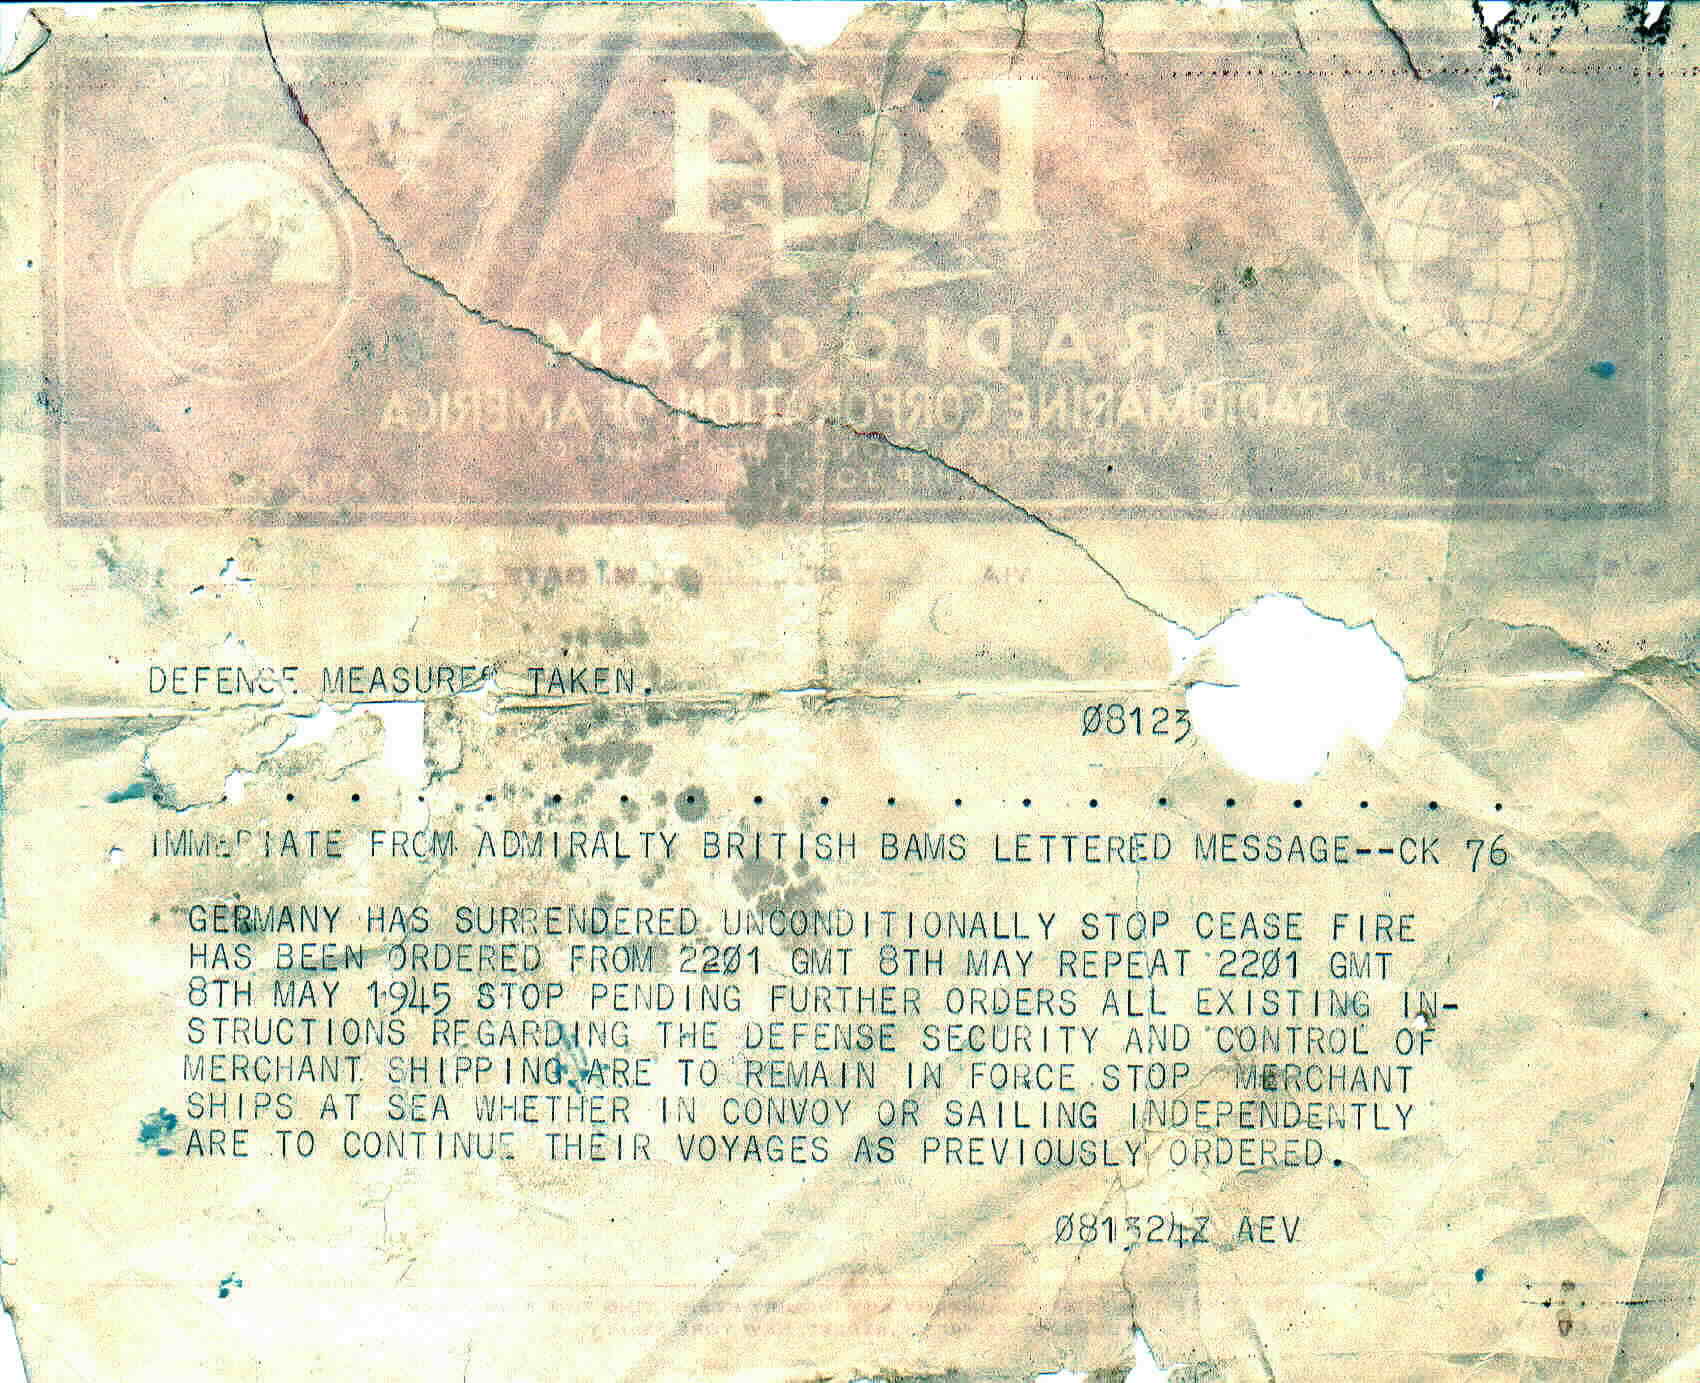 RCA
RADIOGRAM
RADIOMARINE CORPORATION OF AMERICA
VIA
DEFENSE MEASURES TAKEN.
Ø8123
IMMEDIATE FROM ADMIRALTY BRITISH BAMS LETTERED MESSAGE--CK 76
GERMANY HAS SURRENDERED UNCONDITIONALLY STOP CEASE FIRE
HAS BEEN ORDERED FROM 22Ø1 GMT 8TH MAY REPEAT 22Ø1 GMT
8TH MAY 1945 STOP PENDING FURTHER ORDERS ALL EXISTING IN-
STRUCTIONS REGARDING THE DEFENSE SECURITY AND CONTROL OF
MERCHANT SHIPPING ARE TO REMAIN IN FORCE STOP MERCHANT
SHIPS AT SEA WHETHER IN CONVOY OR SAILING INDEPENDENTLY
ARE TO CONTINUE THEIR VOYAGES AS PREVIOUSLY ORDERED.
Ø81324Z AEV